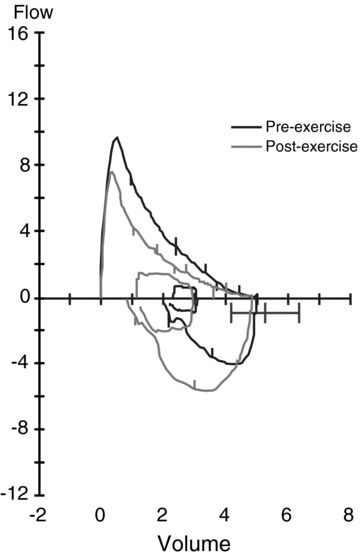 Flow
16
12
8
4
0
-4
-8
-12
Pre-exercise
Post-exercise
-2 0 2 4 6 8
Volume